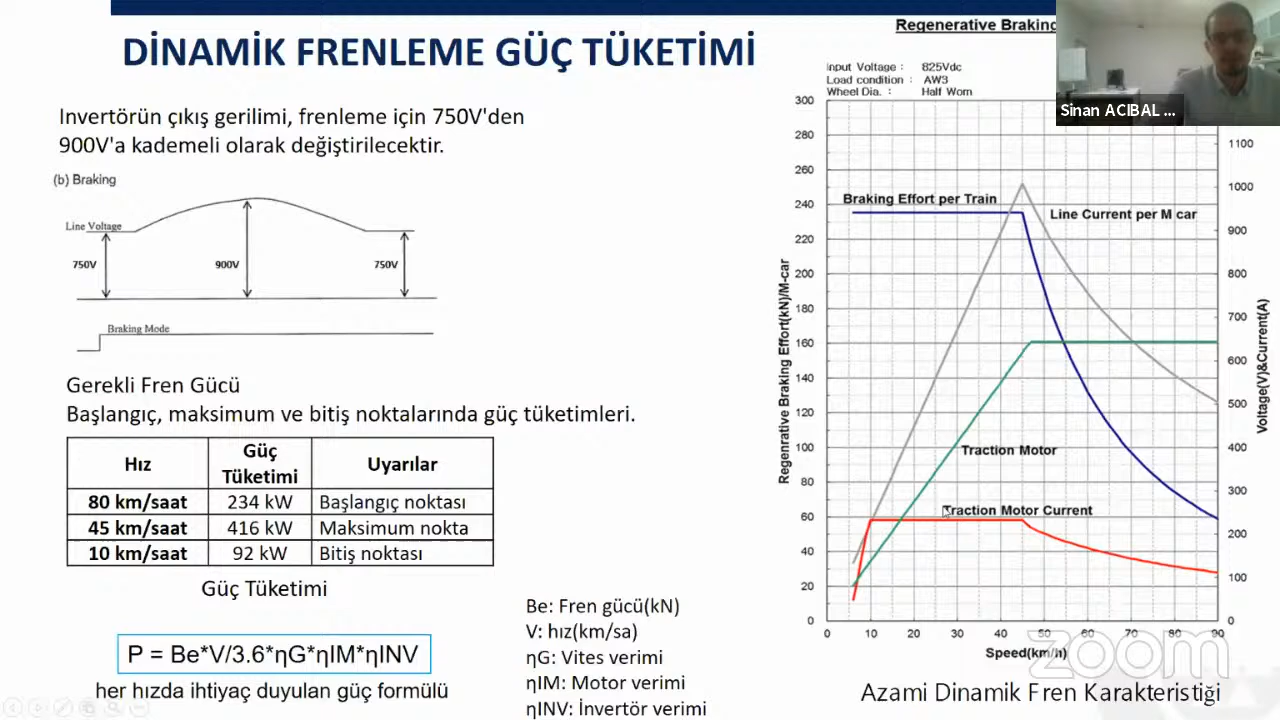 DİNAMİK FRENLEME GÜÇ TÜKETİMİ
Invertörün çıkış gerilimi, frenleme için 750V'den
900V'a kademeli olarak değiştirilecektir.
(b) Braking
Line Voltage
750V
900V
750V
Braking Mode
Gerekli Fren Gücü
Başlangıç, maksimum ve bitiş noktalarında güç tüketimleri.
Hız Güç Tüketimi Uyarılar
80 km/saat 234 kW Başlangıç noktası
45 km/saat 416 kW Maksimum nokta
10 km/saat 92 kW Bitiş noktası
Güç Tüketimi
P = Be*V/3.6*ηG*ηIM*ηINV
her hızda ihtiyaç duyulan güç formülü
Be: Fren gücü(kN)
V: hız(km/sa)
ηG: Vites verimi
ηIM: Motor verimi
ηINV: İnvertör verimi
Regenerative Braking
Input Voltage : 825Vdc
Load condition : AW3
Wheel Dia. : Half Worn
300
280
260
240
220
200
180
160
140
120
100
80
60
40
20
0
Regenrative Braking Effort(kN)/M-car
Braking Effort per Train
Line Current per M car
Traction Motor
Traction Motor Current
1100
1000
900
800
700
600
500
400
300
200
100
0
Voltage(V)&Current(A)
0 10 20 30 40 50 60 70 80 90
Speed(km/h)
Azami Dinamik Fren Karakteristiği
Sinan ACIBAL ...
zoom